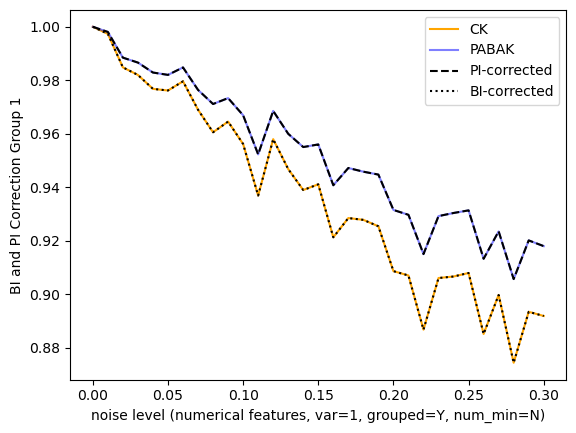 1.00
0.98
0.96
0.94
0.92
0.90
0.88
BI and PI Correction Group 1
CK
PABAK
PI-corrected
BI-corrected
0.00 0.05 0.10 0.15 0.20 0.25 0.30
noise level (numerical features, var=1, grouped=Y, num_min=N)